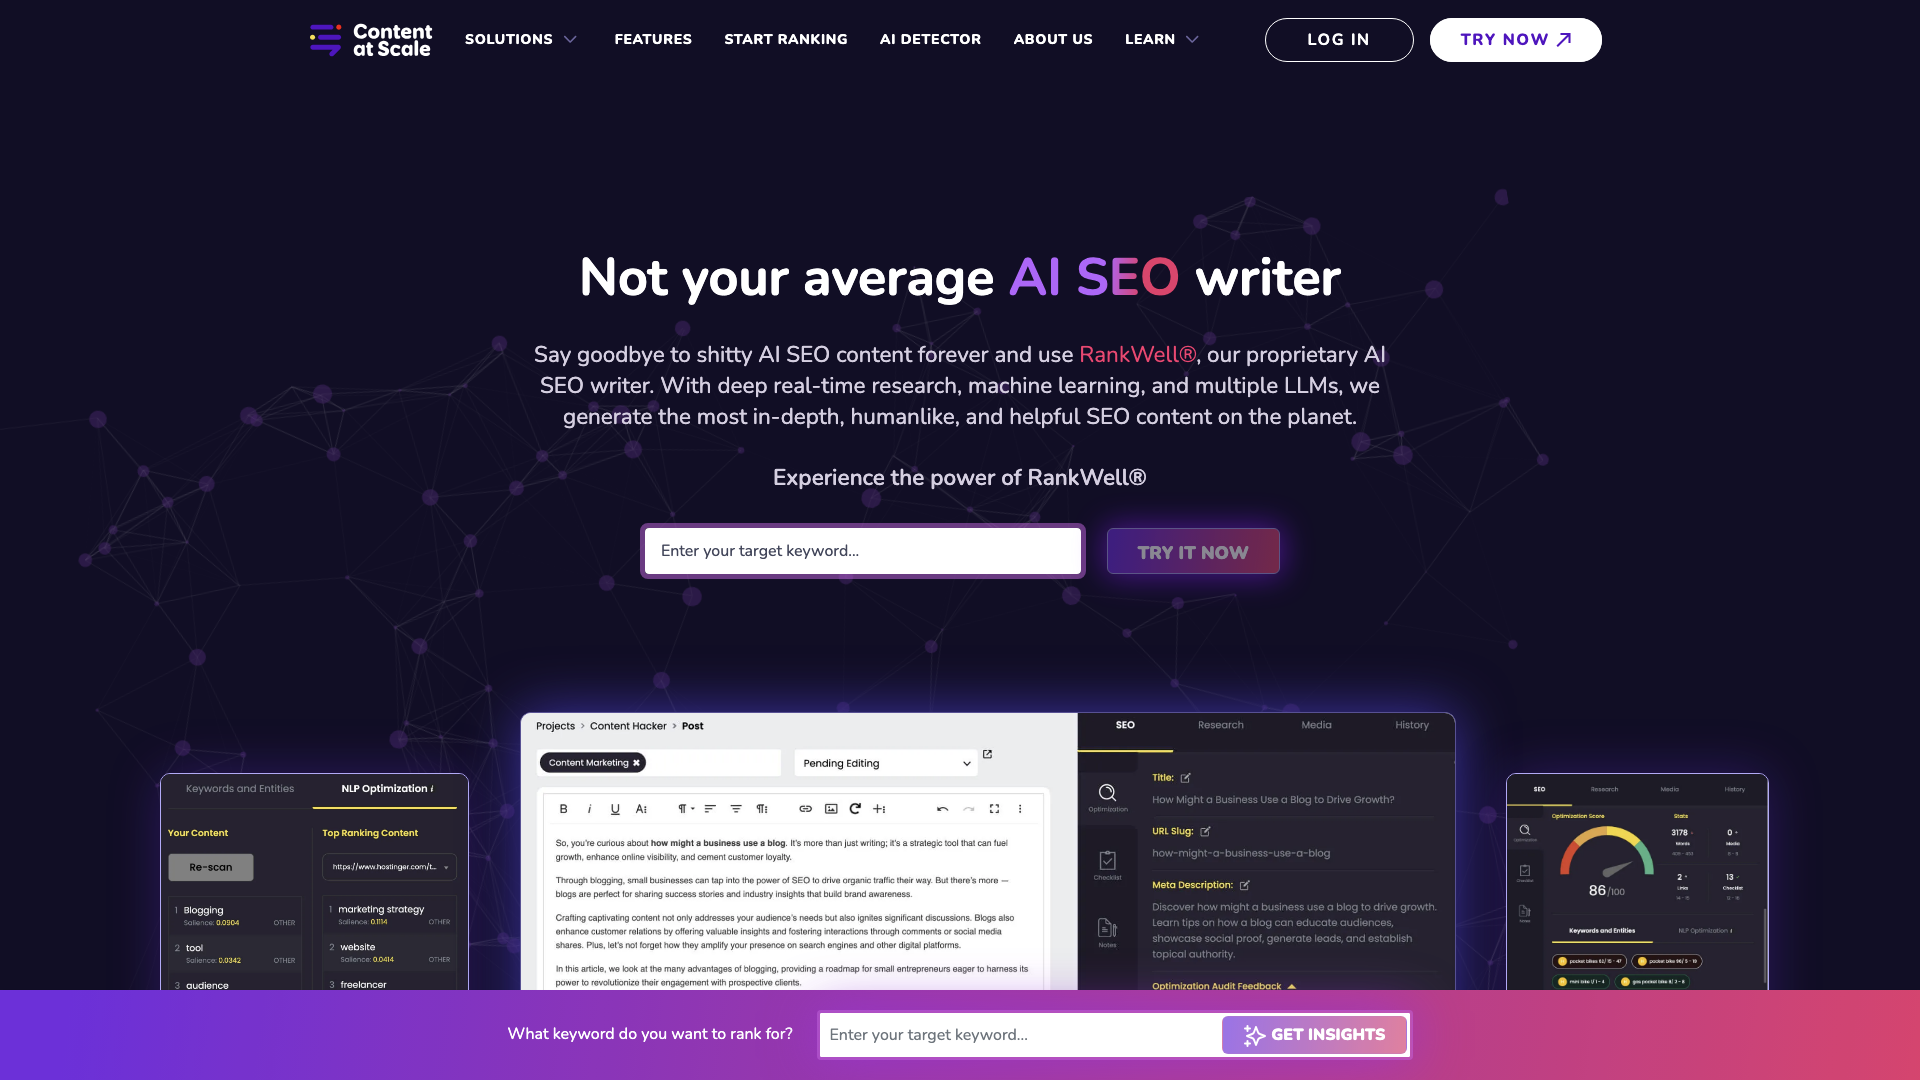 Content
at Scale
SOLUTIONS
FEATURES
START RANKING
AI DETECTOR
ABOUT US
LEARN
LOG IN
TRY NOW
Not your average AI SEO writer
Say goodbye to shitty AI SEO content forever and use RankWell®, our proprietary AI
SEO writer. With deep real-time research, machine learning, and multiple LLMs, we
generate the most in-depth, humanlike, and helpful SEO content on the planet.
Experience the power of RankWell®
Enter your target keyword...
TRY IT NOW
Keywords and Entities
NLP Optimization i
Your Content
Top Ranking Content
Re-scan
https://www.hostinger.com/t...
1 Blogging
Salience: 0.0904 OTHER
2 tool
Salience: 0.0342 OTHER
3 audience
1 marketing strategy
Salience: 0.1114 OTHER
2 website
Salience: 0.0414 OTHER
3 freelancer
Projects > Content Hacker > Post
Content Marketing ✖
Pending Editing
So, you're curious about how might a business use a blog. It's more than just writing; it's a strategic tool that can fuel
growth, enhance online visibility, and cement customer loyalty.
Through blogging, small businesses can tap into the power of SEO to drive organic traffic their way. But there's more —
blogs are perfect for sharing success stories and industry insights that build brand awareness.
Crafting captivating content not only addresses your audience's needs but also ignites significant discussions. Blogs also
enhance customer relations by offering valuable insights and fostering interactions through comments or social media
shares. Plus, let's not forget how they amplify your presence on search engines and other digital platforms.
In this article, we look at the many advantages of blogging, providing a roadmap for small entrepreneurs eager to harness its
power to revolutionize their engagement with prospective clients.
SEO
Research
Media
History
Optimization
Checklist
Notes
Title:
How Might a Business Use a Blog to Drive Growth?
URL Slug:
how-might-a-business-use-a-blog
Meta Description:
Discover how might a business use a blog to drive growth.
Learn tips on how a blog can educate audiences,
showcase social proof, generate leads, and establish
topical authority.
Optimization Audit Feedback
SEO
Research
Media
History
Optimization Score
Stats
86/100
3178
Words
0
Media
2
Links
13
Checklist
Keywords and Entities
NLP Optimization i
What keyword do you want to rank for?
Enter your target keyword...
GET INSIGHTS